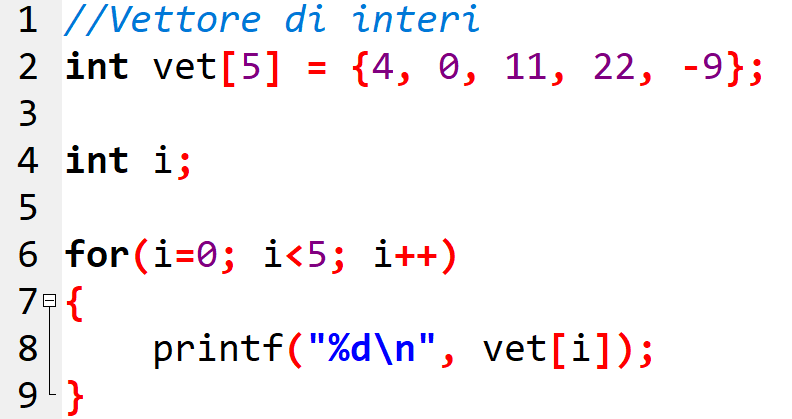 1 //Vettore di interi
2 int vet[5] = {4, 0, 11, 22, -9};
3
4 int i;
5
6 for(i=0; i<5; i++)
7 {
8     printf("%d\n", vet[i]);
9 }